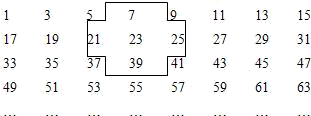 1 3 5 7 9 11 13 15
17 19 21 23 25 27 29 31
33 35 37 39 41 43 45 47
49 51 53 55 57 59 61 63
... ... ... ... ... ... ... ...